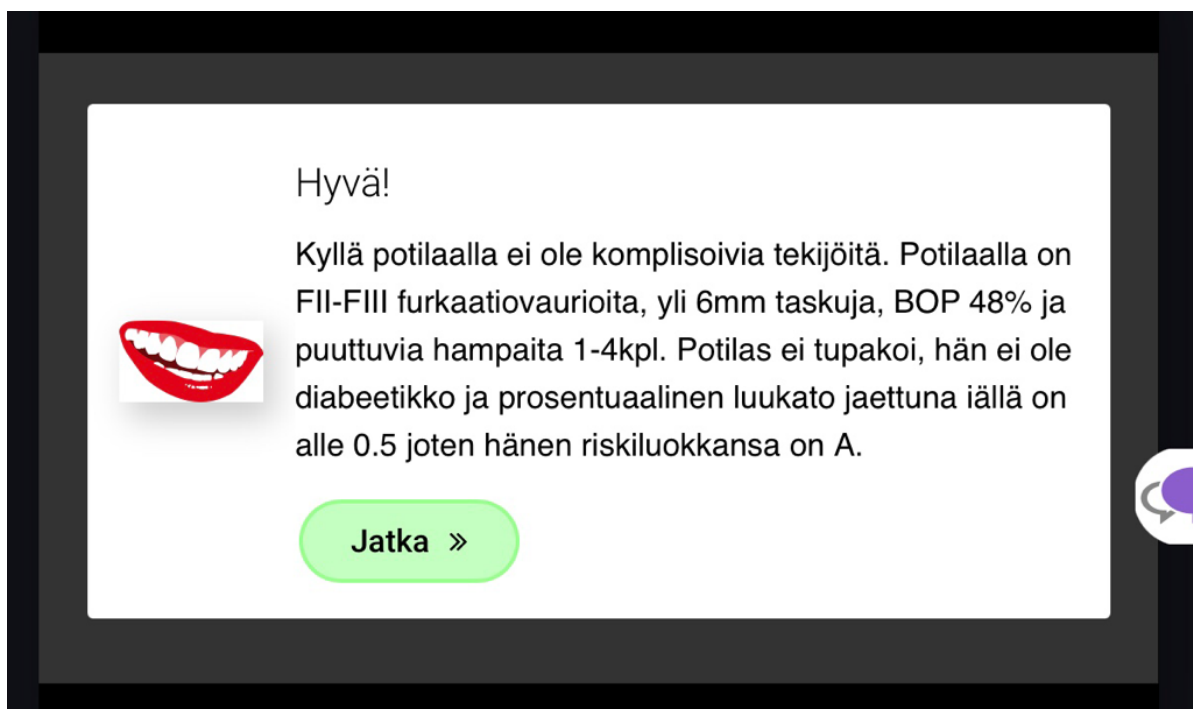 Hyvä!
Kyllä potilaalla ei ole komplisoivia tekijöitä. Potilaalla on
FII-FIII furkaatiovaurioita, yli 6mm taskuja, BOP 48% ja
puuttuvia hampaita 1-4kpl. Potilas ei tupakoi, hän ei ole
diabeetikko ja prosentuaalinen luukato jaettuna iällä on
alle 0.5 joten hänen riskiluokkansa on A.
Jatka »